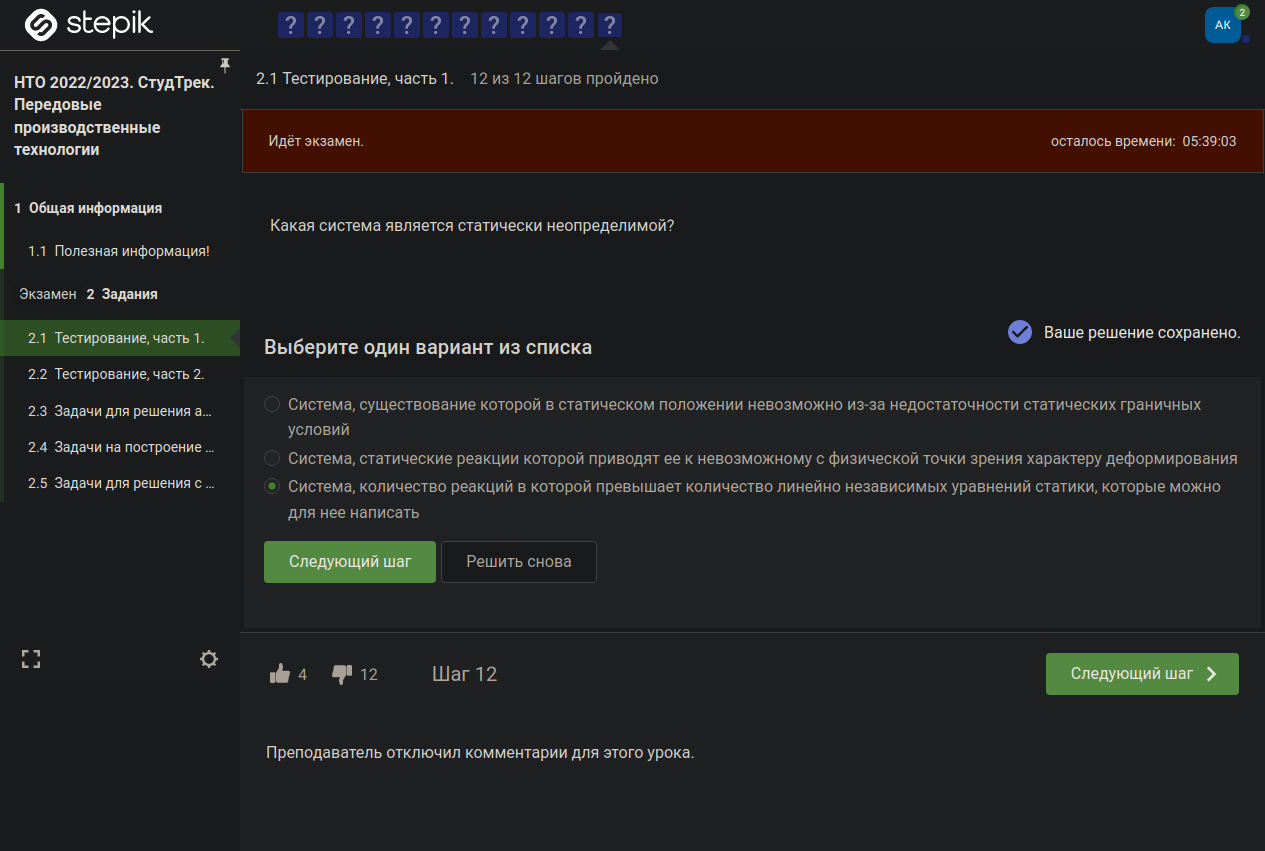 stepik
? ? ? ? ? ? ? ? ? ? ? ?
АК
2
НТО 2022/2023. СтудТрек.
Передовые
производственные
технологии
1 Общая информация
1.1 Полезная информация!
Экзамен 2 Задания
2.1 Тестирование, часть 1.
2.2 Тестирование, часть 2.
2.3 Задачи для решения а...
2.4 Задачи на построение ...
2.5 Задачи для решения с ...
2.1 Тестирование, часть 1. 12 из 12 шагов пройдено
Идёт экзамен.
осталось времени: 05:39:03
Какая система является статически неопределимой?
Ваше решение сохранено.
Выберите один вариант из списка
Система, существование которой в статическом положении невозможно из-за недостаточности статических граничных
условий
Система, статические реакции которой приводят ее к невозможному с физической точки зрения характеру деформирования
Система, количество реакций в которой превышает количество линейно независимых уравнений статики, которые можно
для нее написать
Следующий шаг
Решить снова
4
12
Шаг 12
Следующий шаг
Преподаватель отключил комментарии для этого урока.